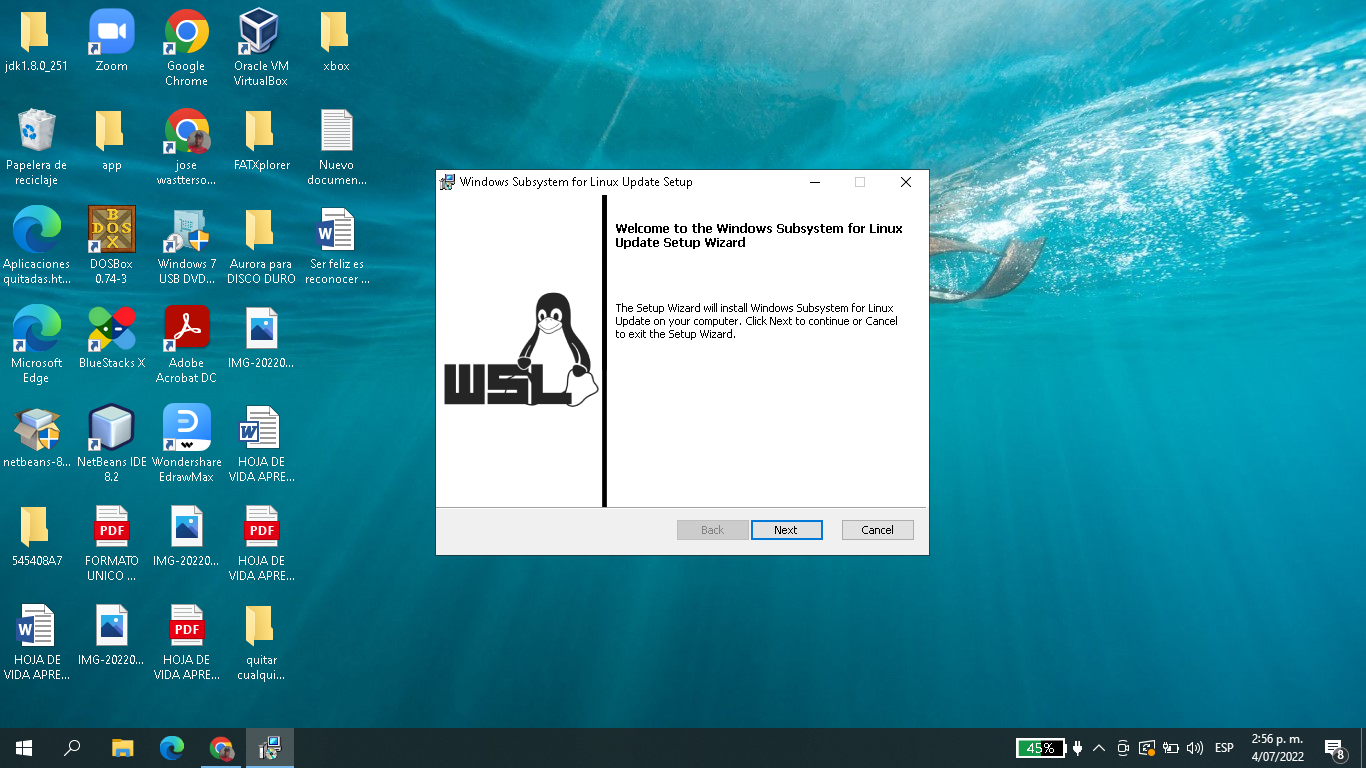 jdk1.8.0_251
Zoom
Google
Chrome
Oracle VM
VirtualBox
xbox
Papelera de
reciclaje
app
jose
wastterso...
FATXplorer
Nuevo
documen...
Aplicaciones
quitadas.ht...
BOX
DOS
DOSBox
0.74-3
Windows 7
USB DVD...
Aurora para
DISCO DURO
Ser feliz es
reconocer ...
Microsoft
Edge
BlueStacks X
Adobe
Acrobat DC
IMG-20220...
netbeans-8...
NetBeans IDE
8.2
Wondershare
EdrawMax
HOJA DE
VIDA APRE...
545408A7
PDF
FORMATO
UNICO ...
IMG-20220...
PDF
HOJA DE
VIDA APRE...
HOJA DE
VIDA APRE...
IMG-20220...
PDF
HOJA DE
VIDA APRE...
quitar
cualqui...
Windows Subsystem for Linux Update Setup
Welcome to the Windows Subsystem for Linux
Update Setup Wizard
The Setup Wizard will install Windows Subsystem for Linux
Update on your computer. Click Next to continue or Cancel
to exit the Setup Wizard.
WSL
Back
Next
Cancel
45%
ESP
2:56 p. m.
4/07/2022
8